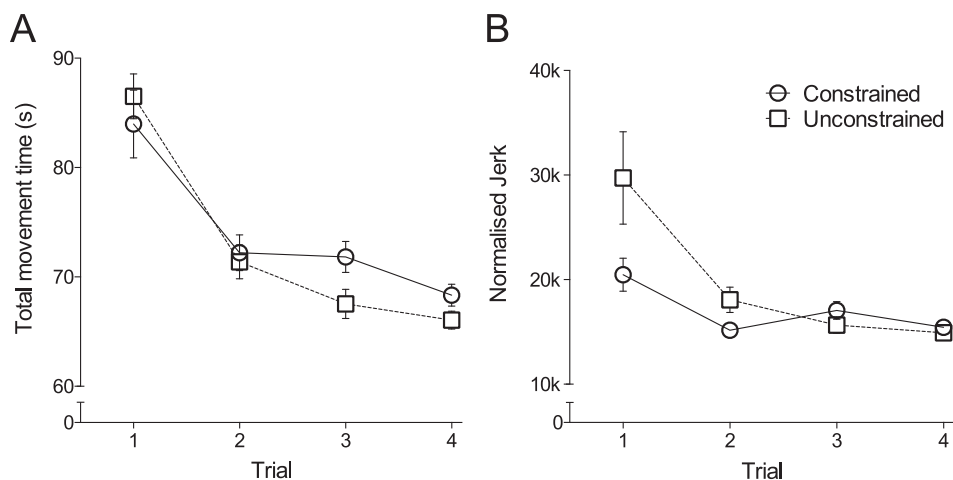 A
Total movement time (s)
90
80
70
60
0
1 2 3 4
Trial
B
Normalised Jerk
40k
30k
20k
10k
0
Constrained
Unconstrained
1 2 3 4
Trial